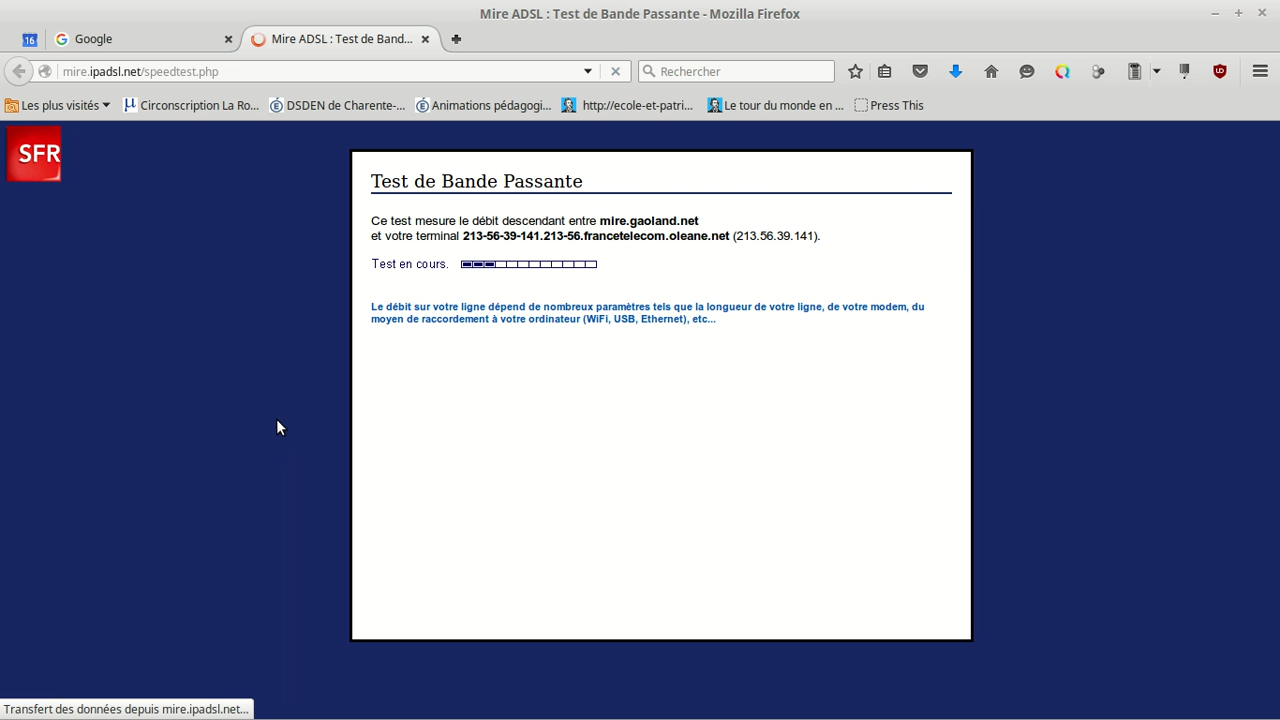 Mire ADSL : Test de Bande Passante - Mozilla Firefox
16
Google
Mire ADSL : Test de Band...
mire.ipadsl.net/speedtest.php
Rechercher
Les plus visités
Circonscription La Ro...
DSDEN de Charente-...
Animations pédagogi...
http://ecole-et-patri...
Le tour du monde en ...
Press This
SFR
Test de Bande Passante
Ce test mesure le débit descendant entre mire.gaoland.net
et votre terminal 213-56-39-141.213-56.francetelecom.oleane.net (213.56.39.141).
Test en cours.
Le débit sur votre ligne dépend de nombreux paramètres tels que la longueur de votre ligne, de votre modem, du
moyen de raccordement à votre ordinateur (WiFi, USB, Ethernet), etc...
Transfert des données depuis mire.ipadsl.net...